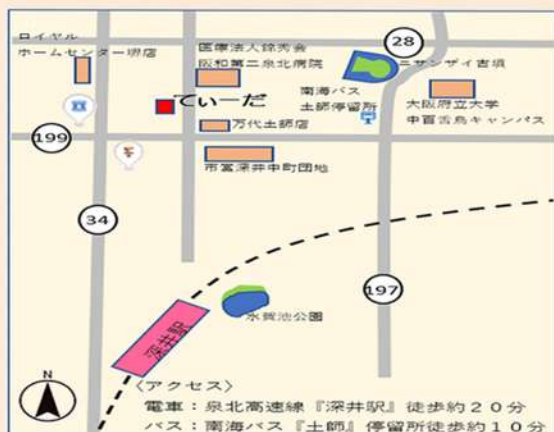 ロイヤル
ホームセンター堺店
医療法人錦秀会
阪和第二泉北病院
28
ニサンザイ古墳
南海バス
土師停留所
大阪府立大学
中百舌鳥キャンパス
てぃーだ
万代土師店
199
市営深井中町団地
34
197
水賀池公園
深井駅
N
〈アクセス〉
電車：泉北高速線『深井駅』徒歩約２０分
バス：南海バス『土師』停留所徒歩約１０分